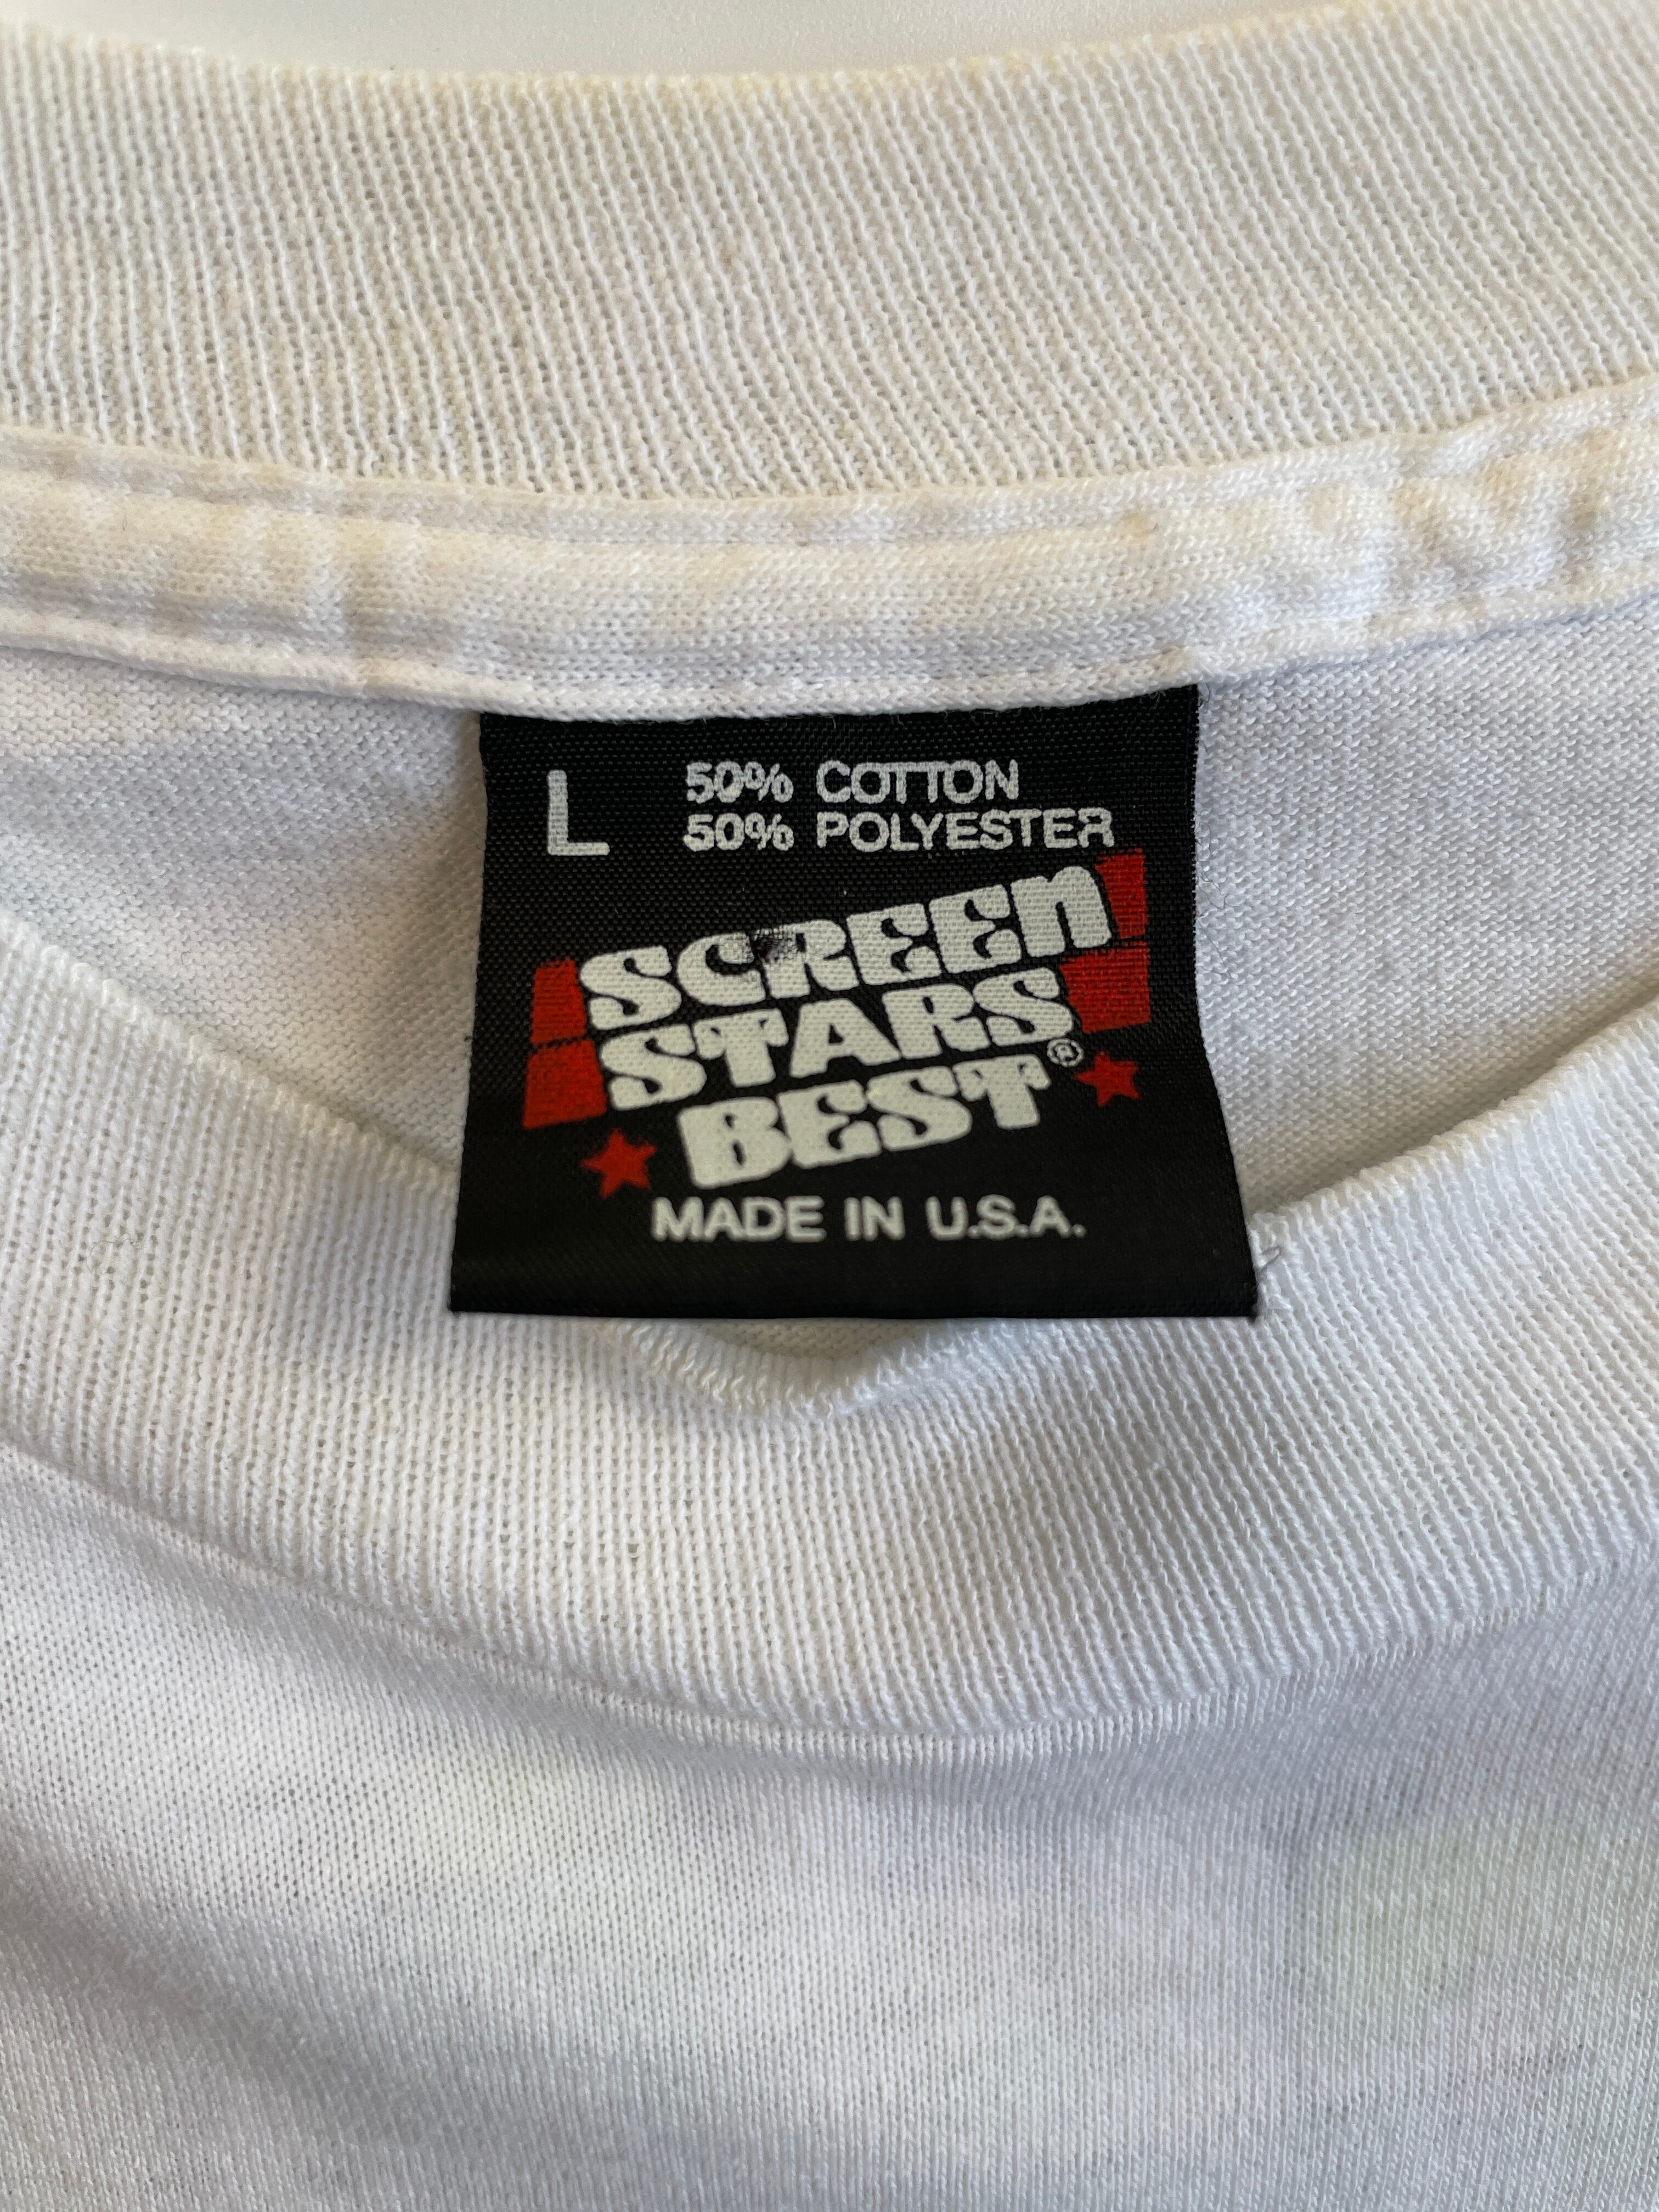 L
50% COTTON
50% POLYESTER
SCREEN
STARS
BEST®
MADE IN U.S.A.